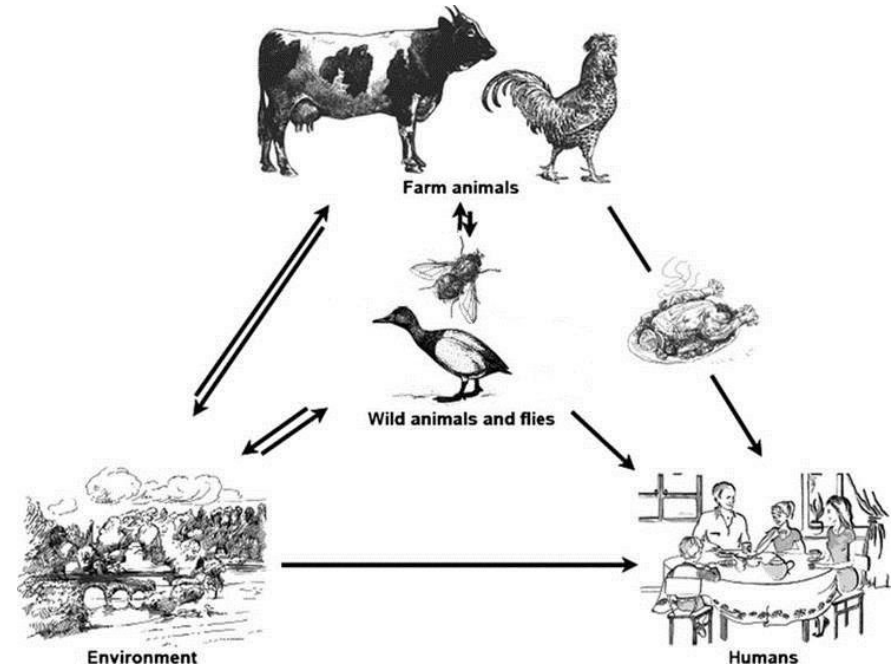 Farm animals
Wild animals and flies
Environment
Humans